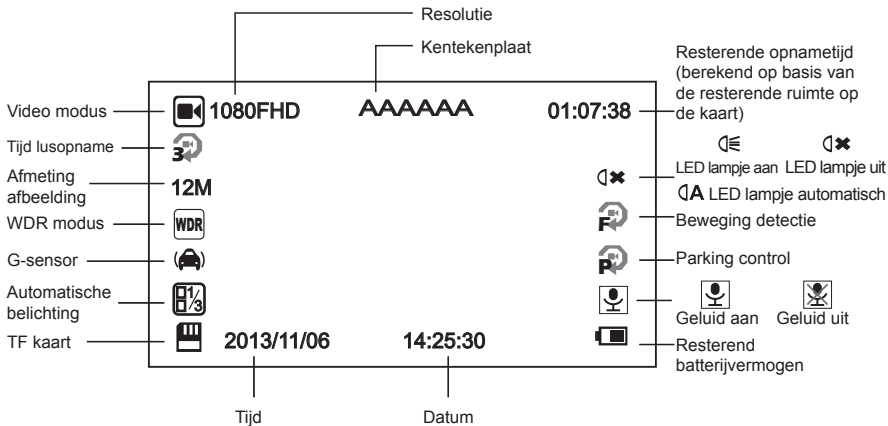 Resolutie
Kentekenplaat
Resterende opnametijd
(berekend op basis van
de resterende ruimte op
de kaart)
Video modus
1080FHD
AAAAAA
01:07:38
Tijd lusopname
3
Afmeting
afbeelding
12M
LED lampje aan
LED lampje uit
A LED lampje automatisch
WDR modus
WDR
F
Beweging detectie
G-sensor
P
Parking control
Automatische
belichting
1/3
Geluid aan
Geluid uit
TF kaart
2013/11/06
14:25:30
Resterend
batterijvermogen
Tijd
Datum